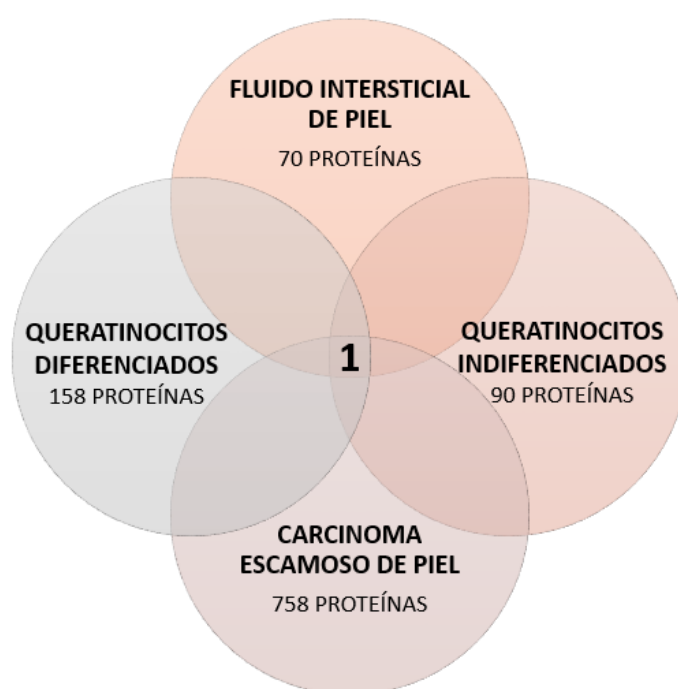 FLUIDO INTERSTICIAL
DE PIEL
70 PROTEÍNAS
QUERATINOCITOS
DIFERENCIADOS
158 PROTEÍNAS
1
QUERATINOCITOS
INDIFERENCIADOS
90 PROTEÍNAS
CARCINOMA
ESCAMOSO DE PIEL
758 PROTEÍNAS